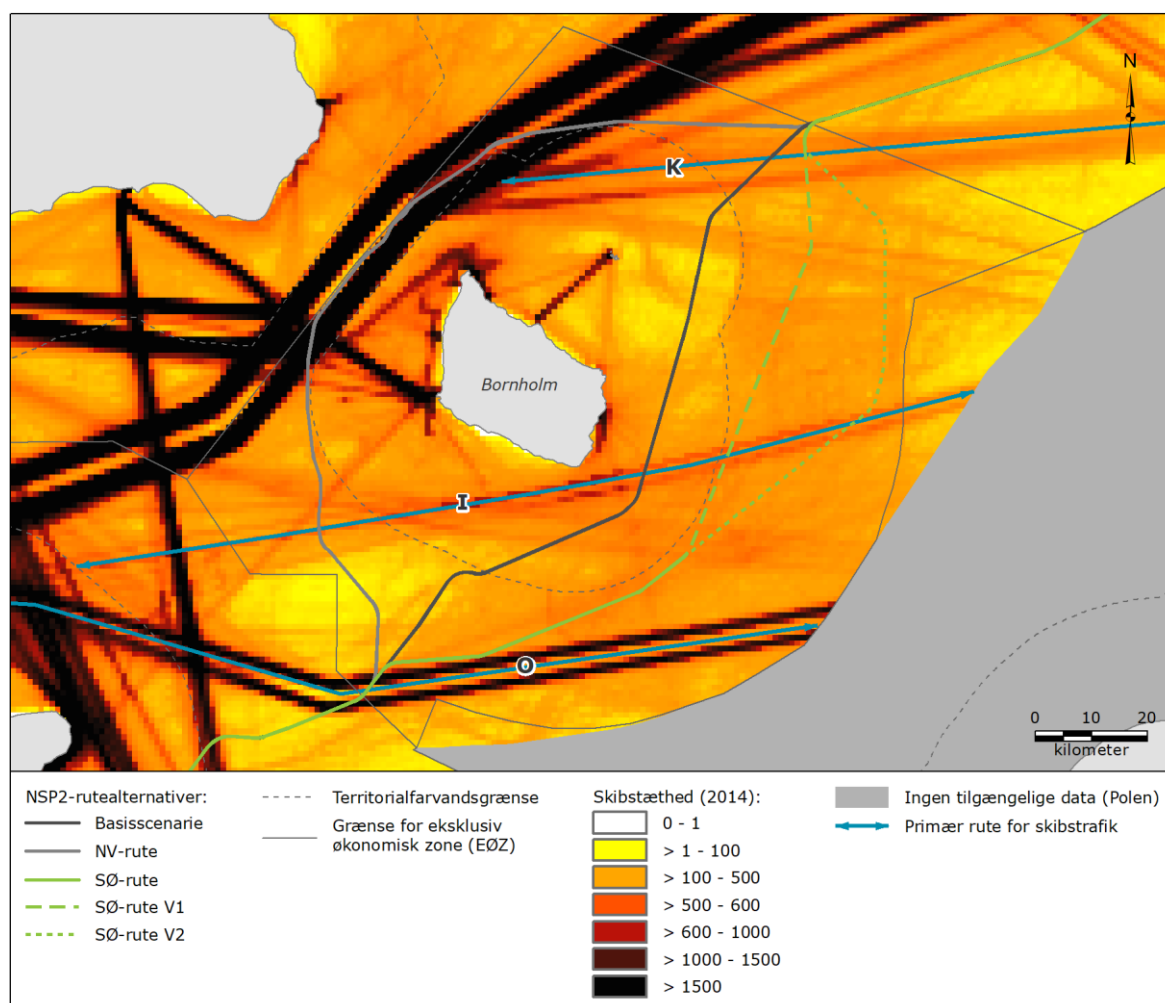 N
K
Bornholm
I
O
0 10 20
kilometer
NSP2-rutealternativer:
Basisscenarie
NV-rute
SØ-rute
SØ-rute V1
SØ-rute V2
Territorialfarvandsgrænse
Grænse for eksklusiv
økonomisk zone (EØZ)
Skibstæthed (2014):
0 - 1
> 1 - 100
> 100 - 500
> 500 - 600
> 600 - 1000
> 1000 - 1500
> 1500
Ingen tilgængelige data (Polen)
Primær rute for skibstrafik